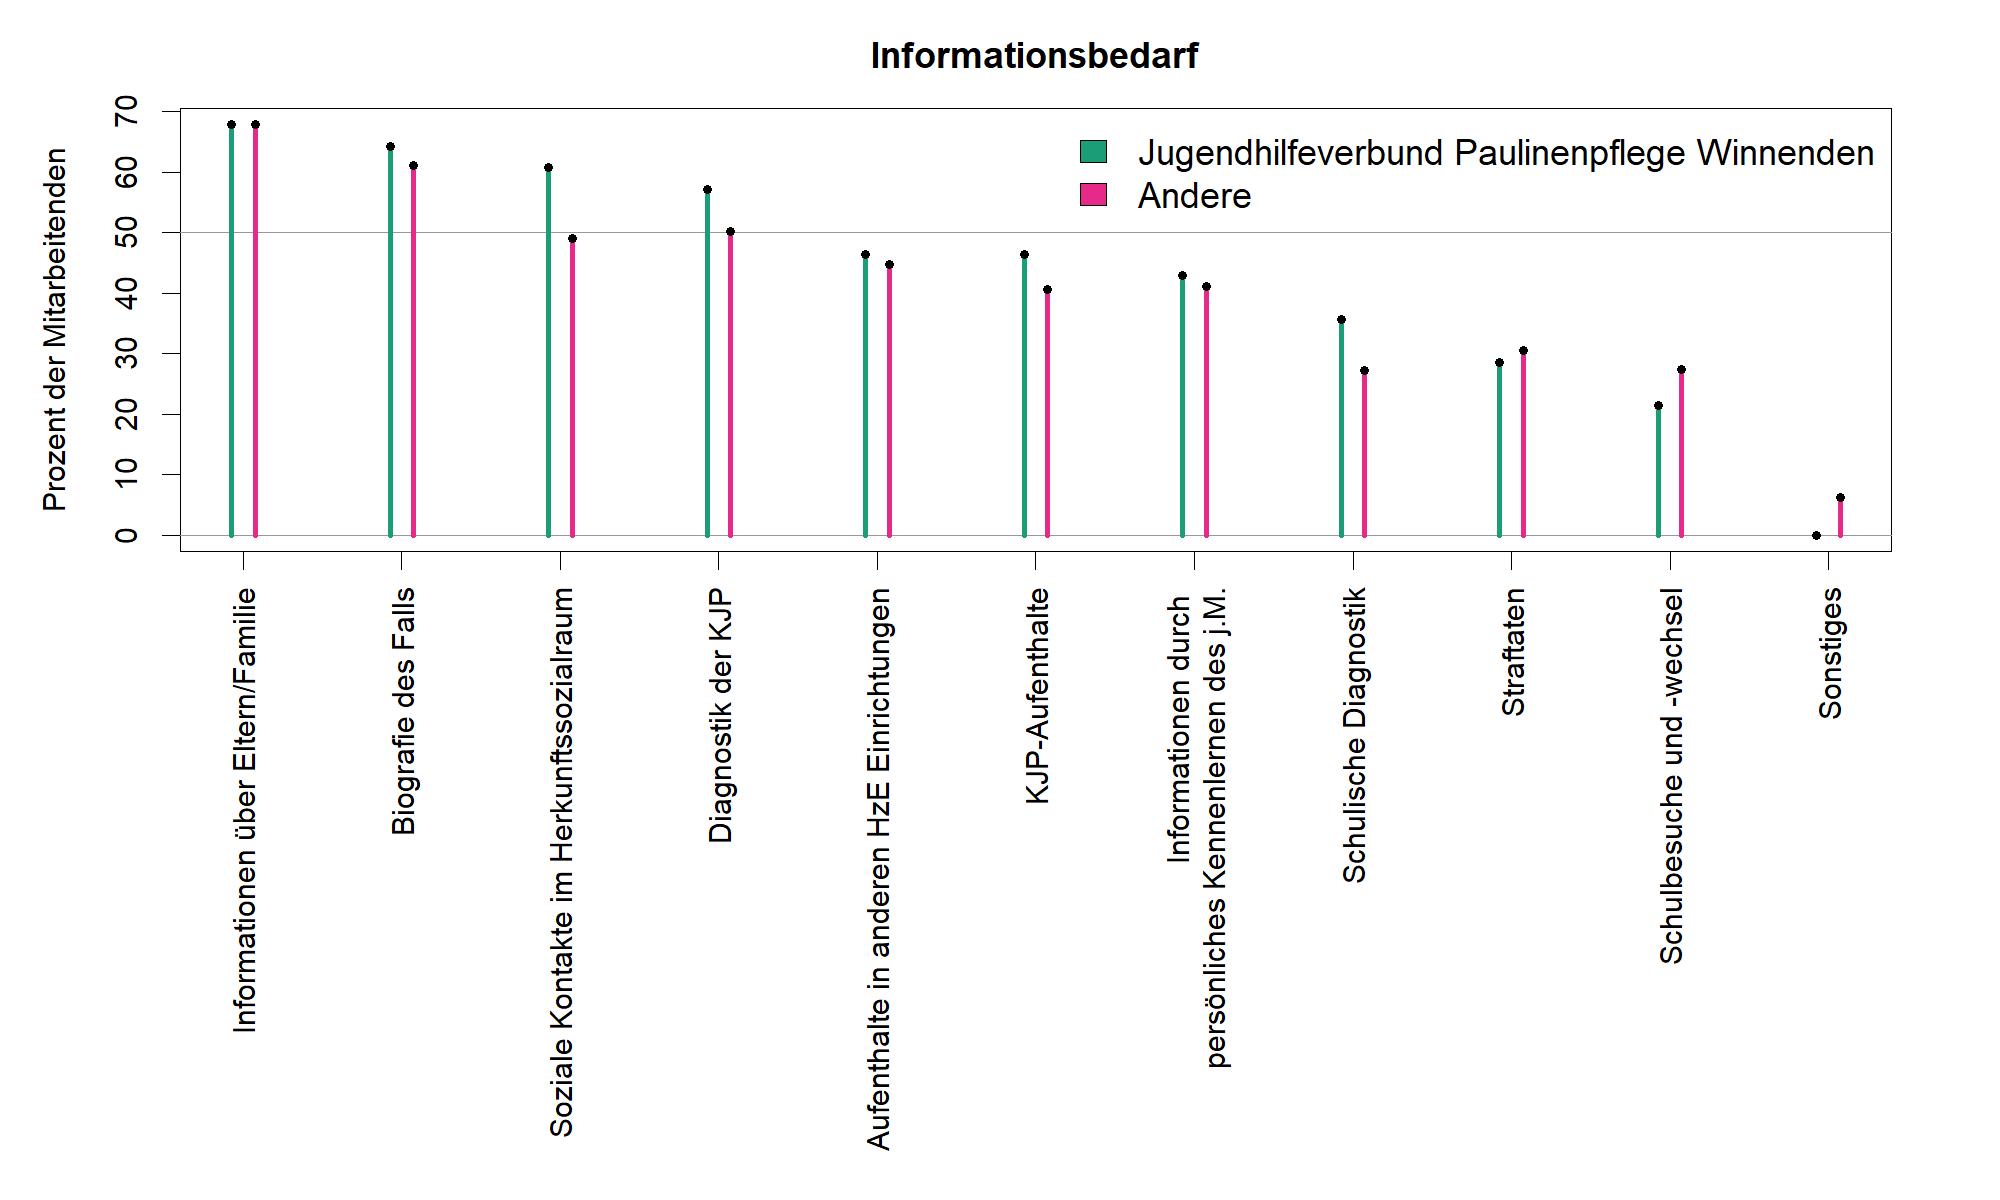 Informationsbedarf
Prozent der Mitarbeitenden
70
60
50
40
30
20
10
0
Jugendhilfeverbund Paulinenpflege Winnenden
Andere
Informationen über Eltern/Familie
Biografie des Falls
Soziale Kontakte im Herkunftssozialraum
Diagnostik der KJP
Aufenthalte in anderen HzE Einrichtungen
KJP-Aufenthalte
Informationen durch
persönliches Kennenlernen des j.M.
Schulische Diagnostik
Straftaten
Schulbesuche und -wechsel
Sonstiges